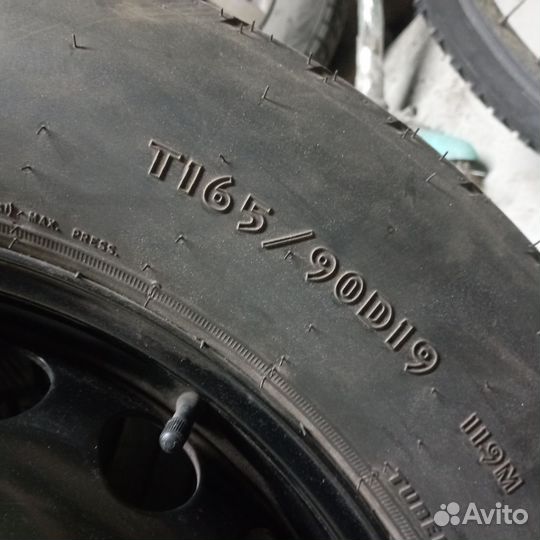 T165/90D19
MAX. PRESS.
119M
Avito